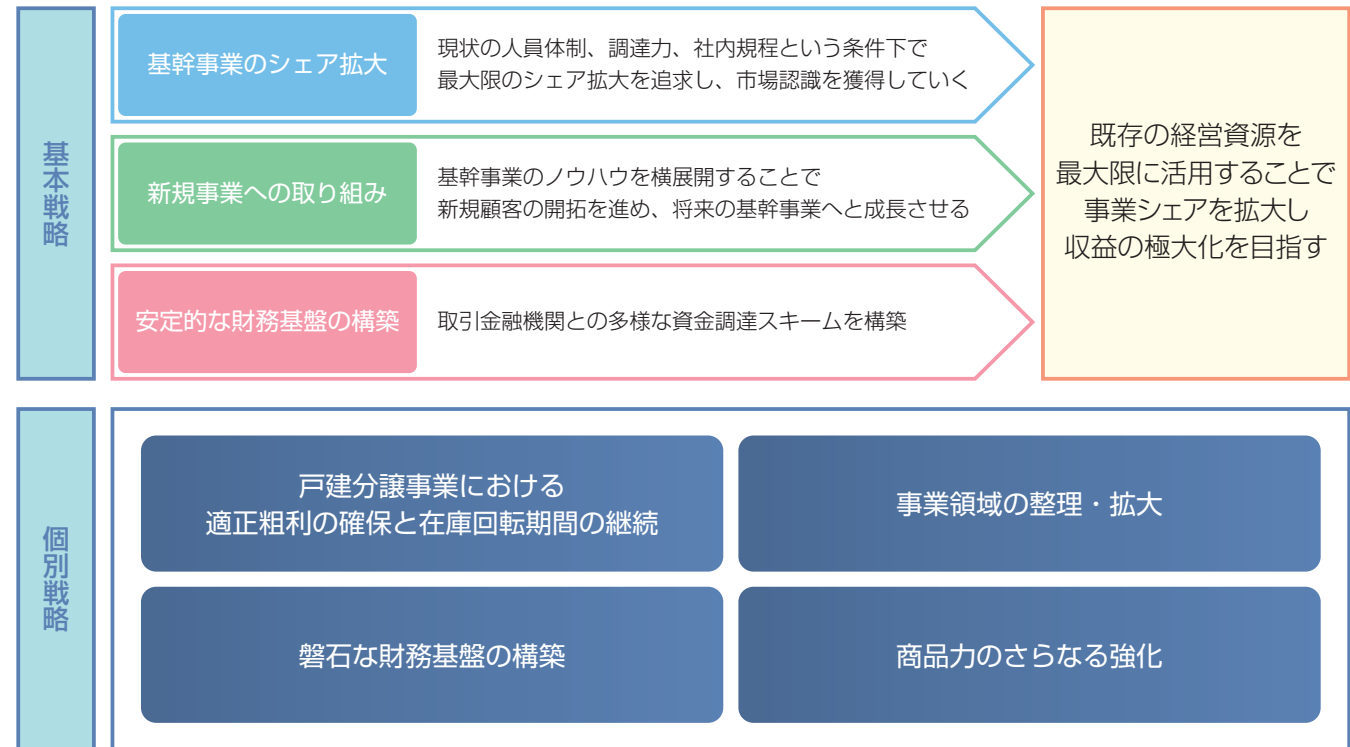 基本戦略
基幹事業のシェア拡大
現状の人員体制、調達力、社内規程という条件下で
最大限のシェア拡大を追求し、市場認識を獲得していく
新規事業への取り組み
基幹事業のノウハウを横展開することで
新規顧客の開拓を進め、将来の基幹事業へと成長させる
安定的な財務基盤の構築
取引金融機関との多様な資金調達スキームを構築
既存の経営資源を
最大限に活用することで
事業シェアを拡大し
収益の極大化を目指す
個別戦略
戸建分譲事業における
適正粗利の確保と在庫回転期間の継続
事業領域の整理・拡大
磐石な財務基盤の構築
商品力のさらなる強化